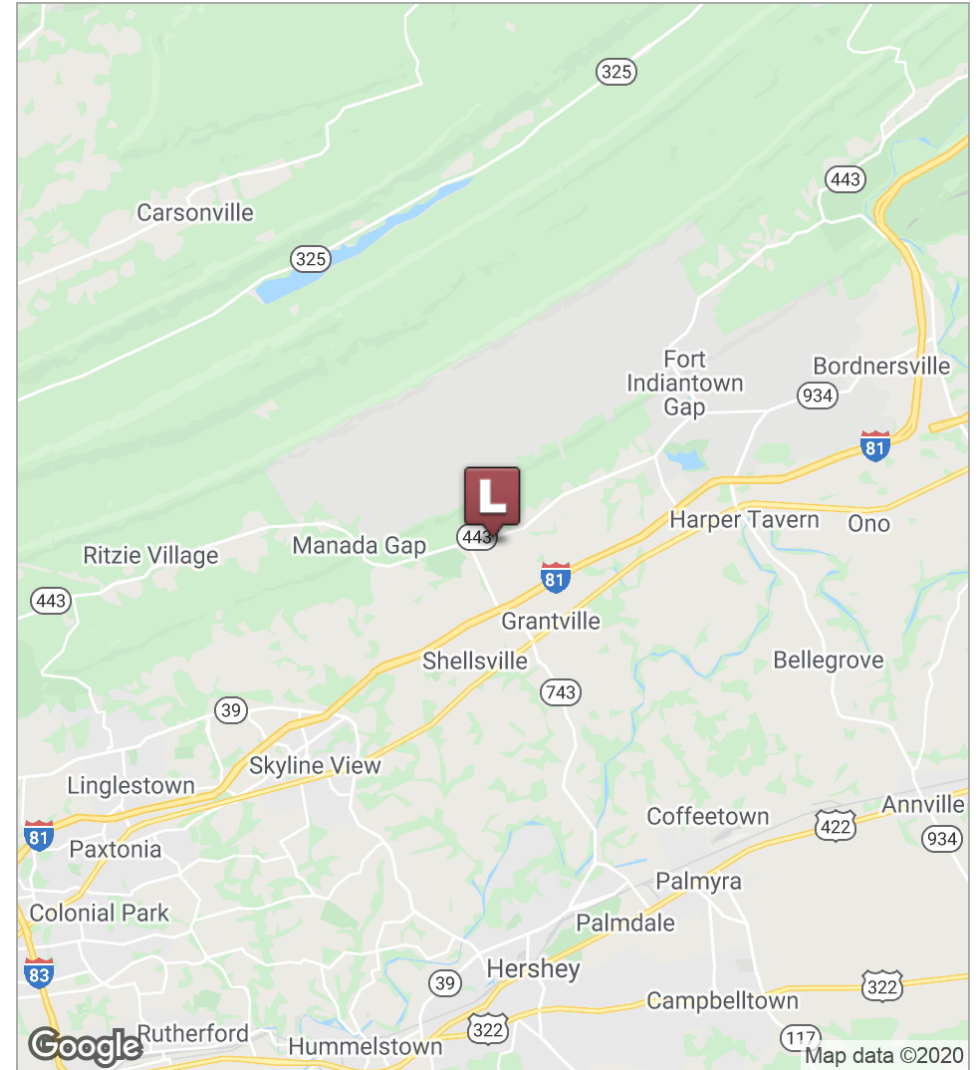 325
443
Carsonville
325
Fort
Indiantown
Gap
Bordnersville
934
81
L
Harper Tavern
Ono
443
Manada Gap
Ritzie Village
81
443
Grantville
Shellsville
Bellegrove
743
39
Skyline View
Linglestown
Annville
Coffeetown
422
81
934
Paxtonia
Palmyra
Colonial Park
Palmdale
83
Hershey
39
322
Campbelltown
322
Rutherford
117
Google
Hummelstown
Map data ©2020